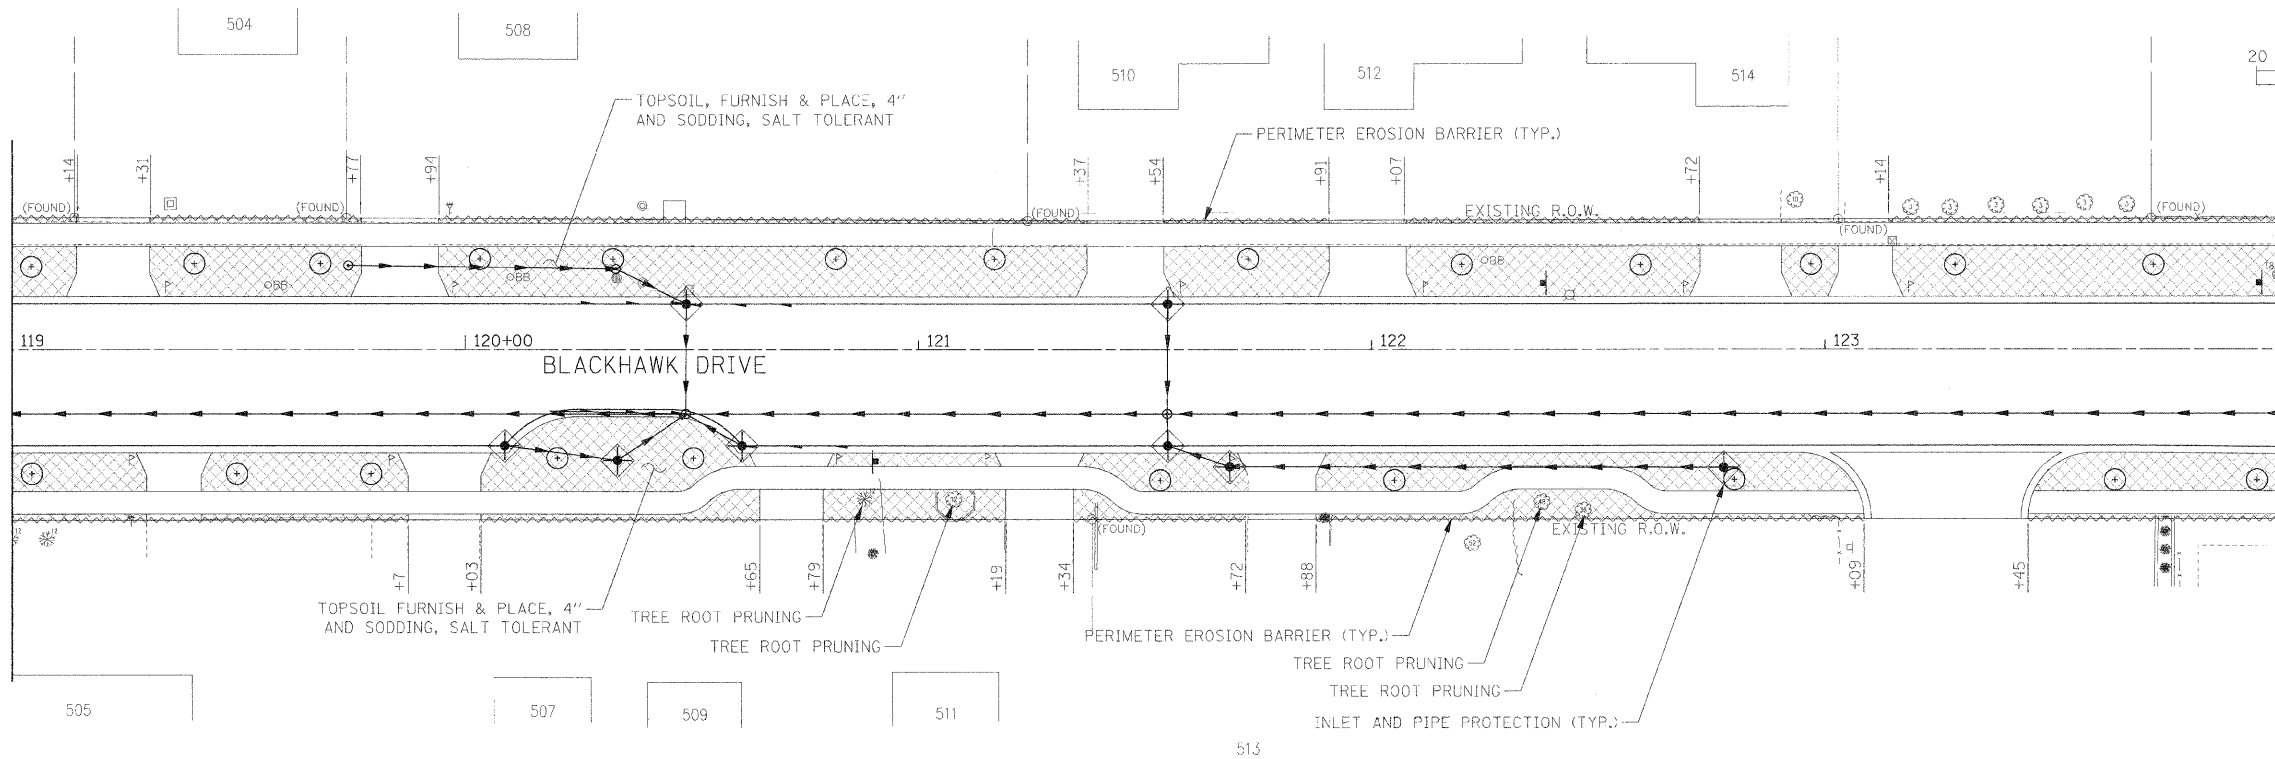 504
508
510
512
514
20
TOPSOIL, FURNISH & PLACE, 4"
AND SODDING, SALT TOLERANT
PERIMETER EROSION BARRIER (TYP.)
+14
+31
+77
+94
+37
+54
+91
+07
+72
+14
(FOUND)
(FOUND)
(FOUND)
EXISTING R.O.W.
(FOUND)
(FOUND)
OBB
OBB
OBB
119
120+00
121
122
123
BLACKHAWK DRIVE
(FOUND)
EXISTING R.O.W.
+7
+03
+65
+79
+19
+34
+72
+88
+09
+45
TOPSOIL FURNISH & PLACE, 4"
AND SODDING, SALT TOLERANT
TREE ROOT PRUNING
TREE ROOT PRUNING
PERIMETER EROSION BARRIER (TYP.)
TREE ROOT PRUNING
TREE ROOT PRUNING
INLET AND PIPE PROTECTION (TYP.)
505
507
509
511
513